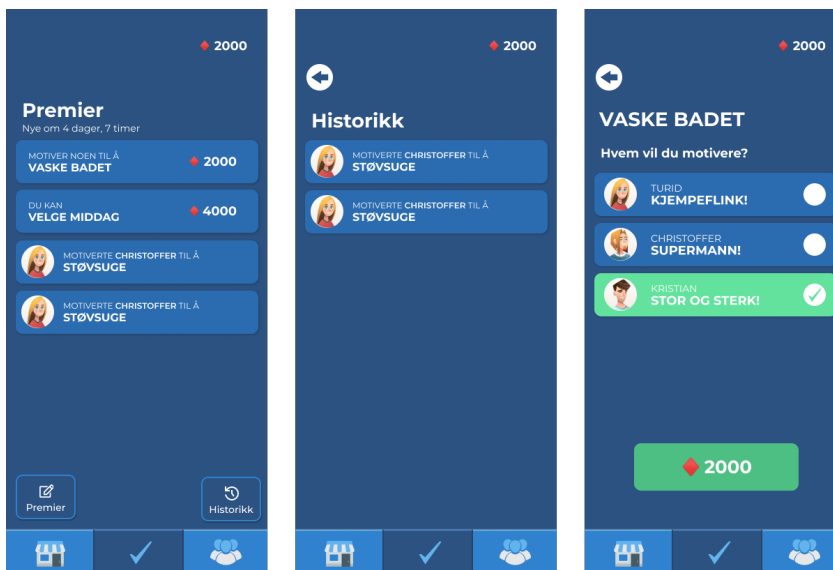 2000
Premier
Nye om 4 dager, 7 timer
MOTIVER NOEN TIL Å
VASKE BADET
2000
DU KAN
VELGE MIDDAG
4000
MOTIVERTE CHRISTOFFER TIL Å
STØVSUGE
MOTIVERTE CHRISTOFFER TIL Å
STØVSUGE
Premier
Historikk
2000
Historikk
MOTIVERTE CHRISTOFFER TIL Å
STØVSUGE
MOTIVERTE CHRISTOFFER TIL Å
STØVSUGE
2000
VASKE BADET
Hvem vil du motivere?
TURID
KJEMPEFLINK!
CHRISTOFFER
SUPERMANN!
KRISTIAN
STOR OG STERK!
2000